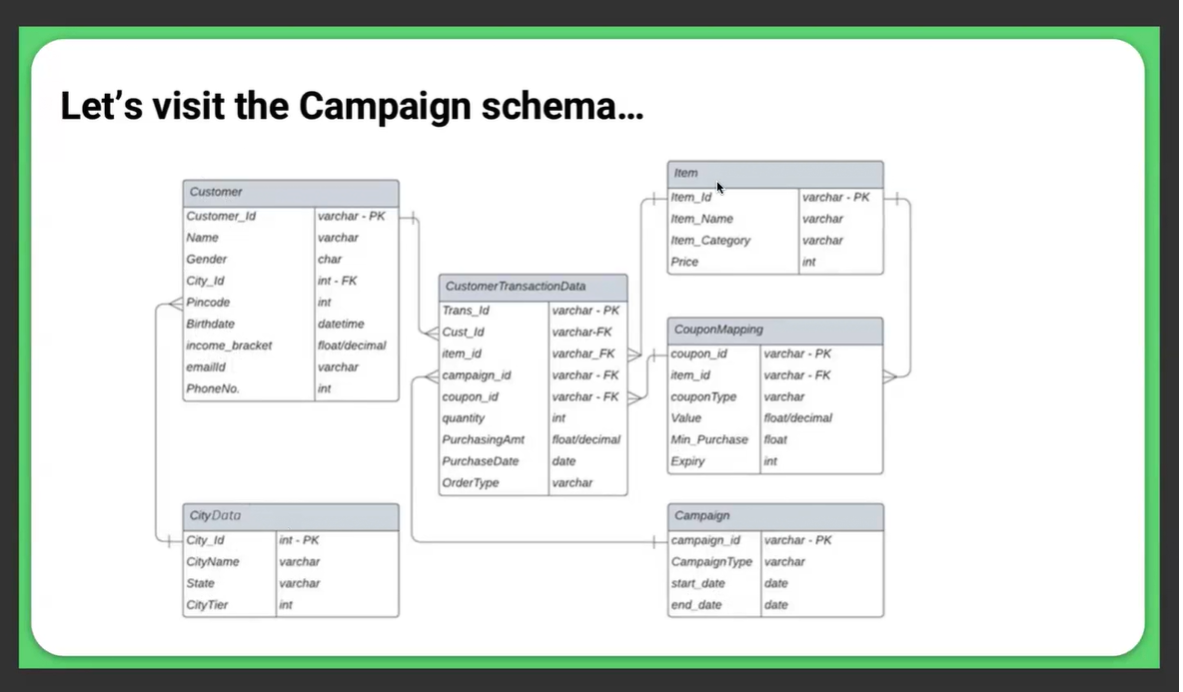 Let’s visit the Campaign schema...
Customer
Customer_Id varchar - PK
Name varchar
Gender char
City_Id int - FK
Pincode int
Birthdate datetime
income_bracket float/decimal
emailId varchar
PhoneNo. int
CustomerTransactionData
Trans_Id varchar - PK
Cust_Id varchar-FK
item_id varchar_FK
campaign_id varchar - FK
coupon_id varchar - FK
quantity int
PurchasingAmt float/decimal
PurchaseDate date
OrderType varchar
Item
Item_Id varchar - PK
Item_Name varchar
Item_Category varchar
Price int
CouponMapping
coupon_id varchar - PK
item_id varchar - FK
couponType varchar
Value float/decimal
Min_Purchase float
Expiry int
CityData
City_Id int - PK
CityName varchar
State varchar
CityTier int
Campaign
campaign_id varchar - PK
CampaignType varchar
start_date date
end_date date